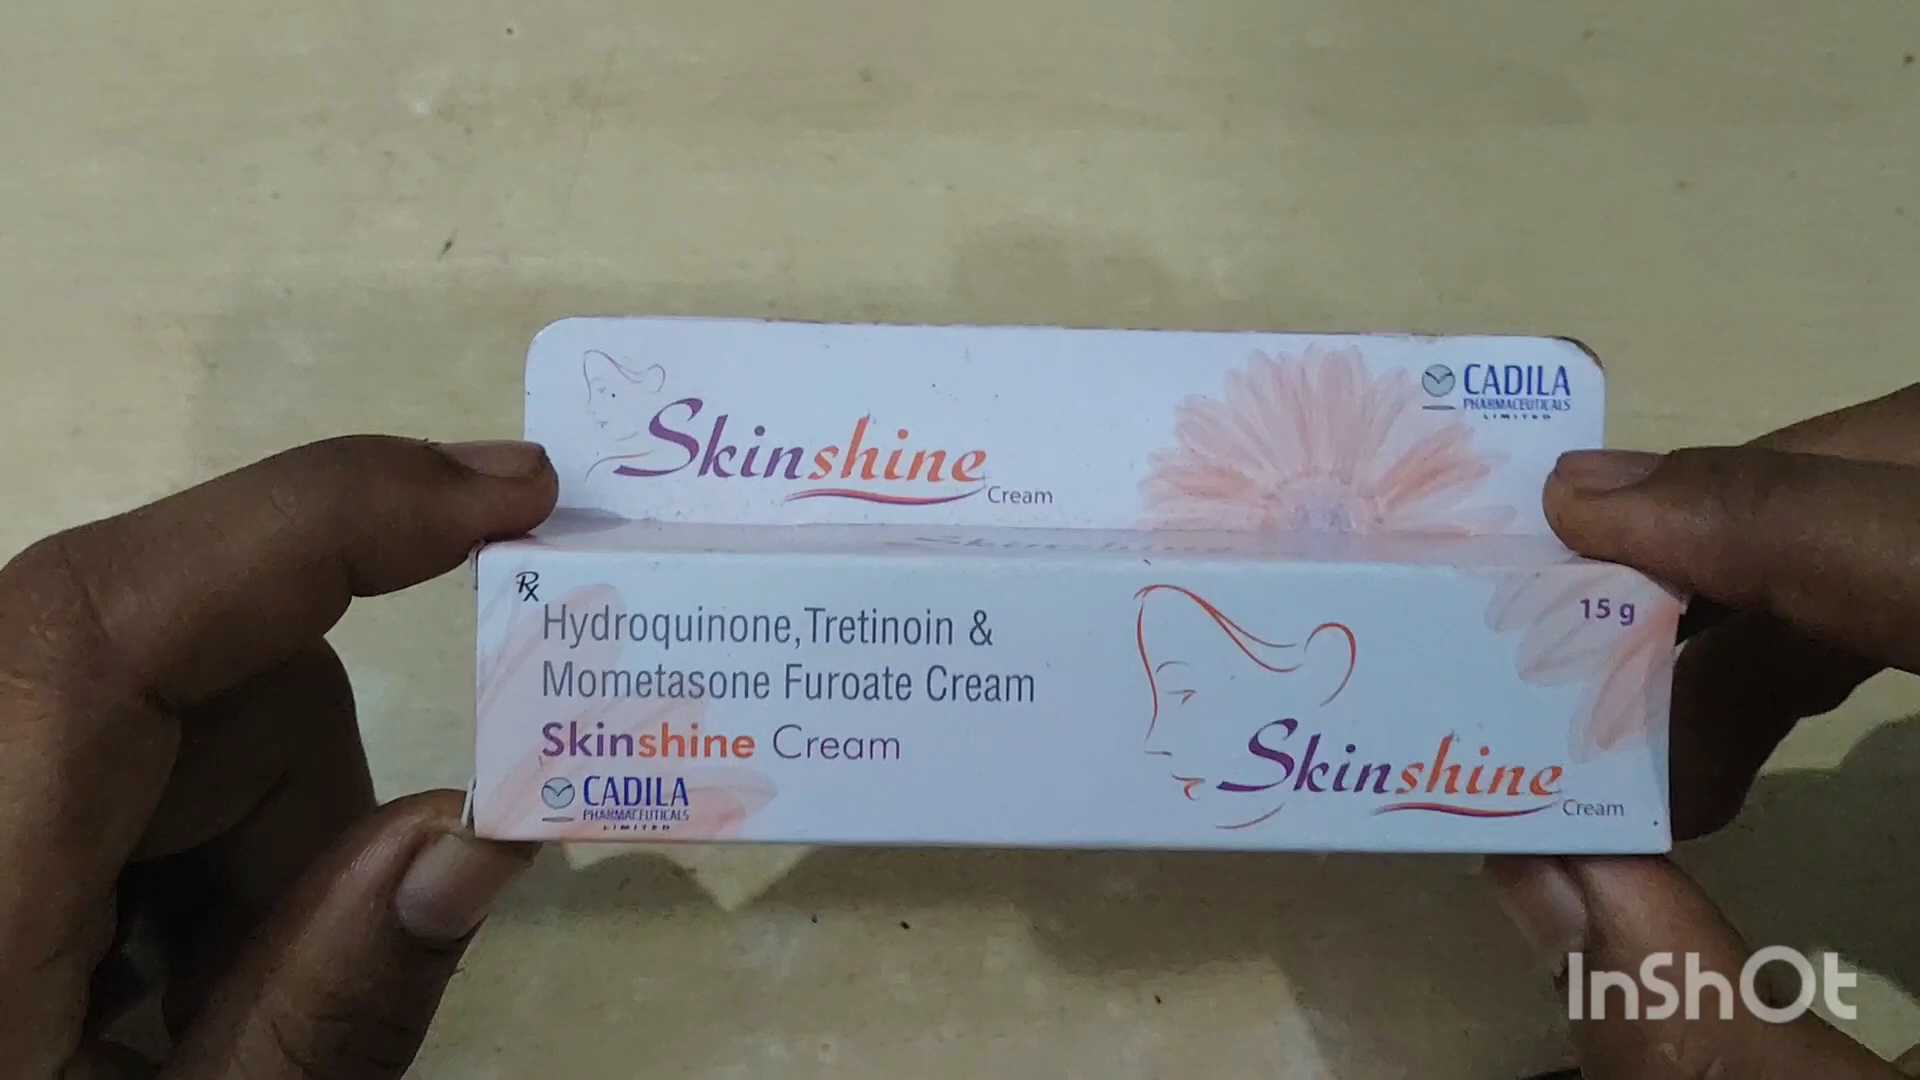 Skinshine
Cream
CADILA
PHARMACEUTICALS
LIMITED
Rx
Hydroquinone, Tretinoin &
Mometasone Furoate Cream
Skinshine Cream
CADILA
PHARMACEUTICALS
LIMITED
15 g
Skinshine
Cream
InShOt